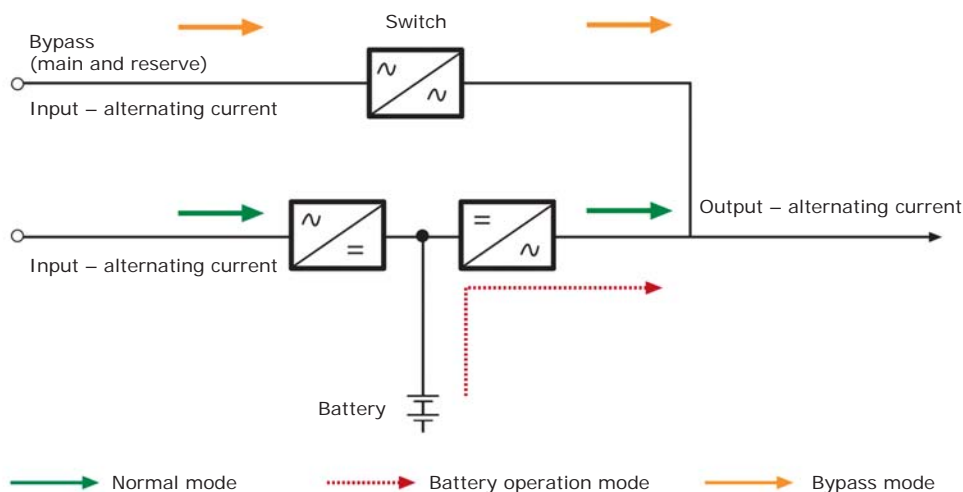 Switch
Bypass
(main and reserve)
Input – alternating current
Output – alternating current
Input – alternating current
Battery
Normal mode
Battery operation mode
Bypass mode